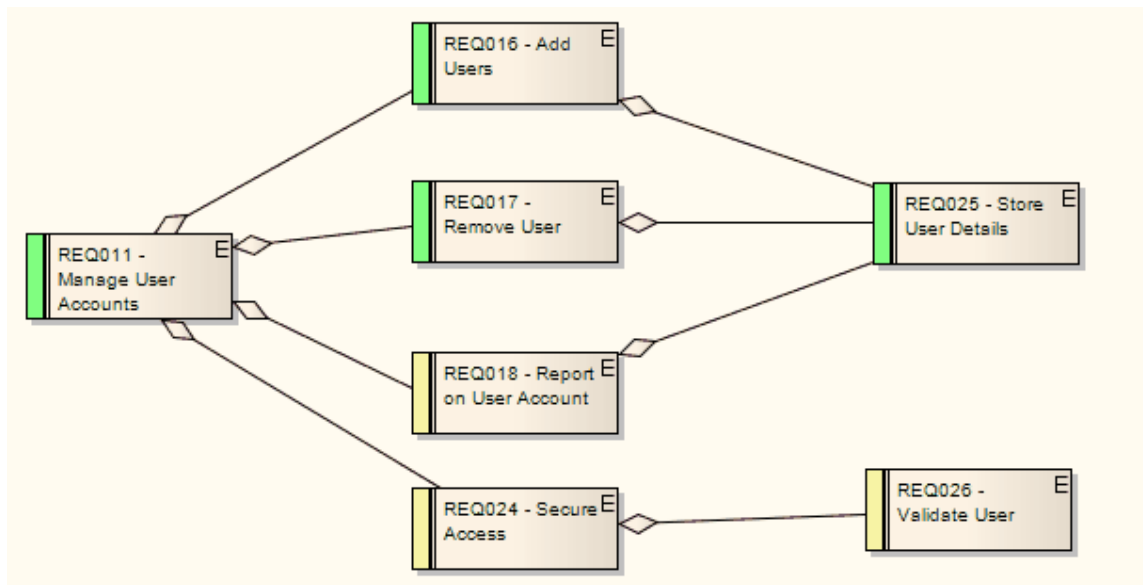 REQ016 - Add
Users
E
REQ017 -
Remove User
E
REQ025 - Store
User Details
E
REQ011 -
Manage User
Accounts
E
REQ018 - Report
on User Account
E
REQ024 - Secure
Access
E
REQ026 -
Validate User
E